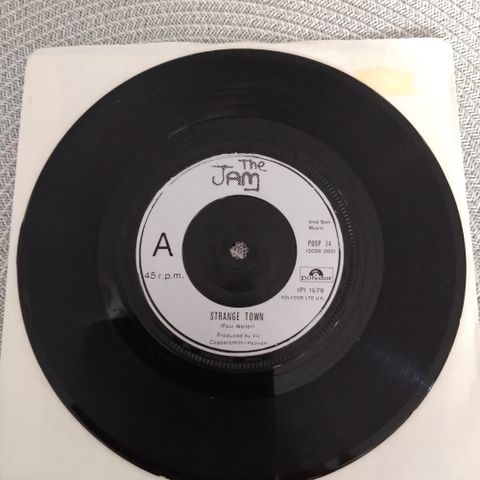 The
JAM
And Son
Music
A
POSP 34
(2059 095)
45 r.p.m.
Polydor
(P) 1979
POLYDOR LTD U.K.
STRANGE TOWN
(Paul Weller)
Produced by Vic
Coppersmith-Heaven